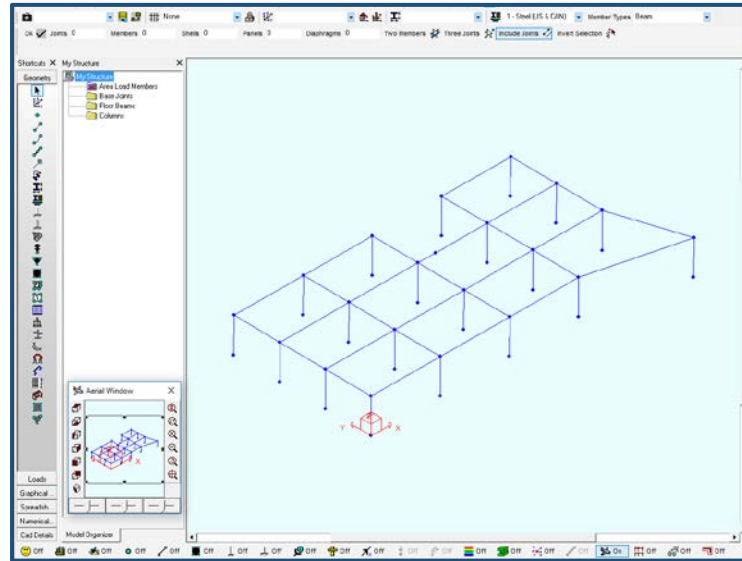 None 1 - Steel (US & CAN) Member Types Beam
Ok Joints 0 Members 0 Shells 0 Panels 0 Diaphragms 0 Two Members Three Joints Include Joints Invert Selection
Shortcuts X My Structure X
Geometry
My Structure
Area Load Members
Base Joints
Floor Beams
Columns
Y X
Aerial Window X
X
Loads
Graphical ...
Spreadsh...
Numerical...
Cad Details
Model Organizer
Off Off Off Off Off Off Off Off Off Off Off Off Off Off Off Off Off On Off Off Off